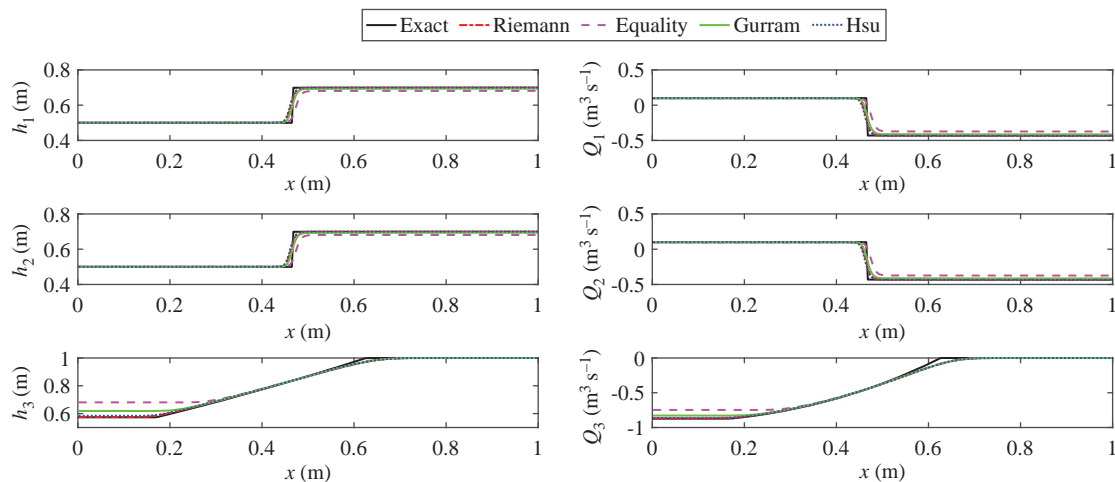 Exact Riemann Equality Gurram Hsu
0.8
0.6
0.4
h₁ (m)
0 0.2 0.4 0.6 0.8 1
x (m)
0.5
0
-0.5
Q₁ (m³ s⁻¹)
0 0.2 0.4 0.6 0.8 1
x (m)
0.8
0.6
0.4
h₂ (m)
0 0.2 0.4 0.6 0.8 1
x (m)
0.5
0
-0.5
Q₂ (m³ s⁻¹)
0 0.2 0.4 0.6 0.8 1
x (m)
1
0.8
0.6
h₃ (m)
0 0.2 0.4 0.6 0.8 1
x (m)
0
-0.5
-1
Q₃ (m³ s⁻¹)
0 0.2 0.4 0.6 0.8 1
x (m)